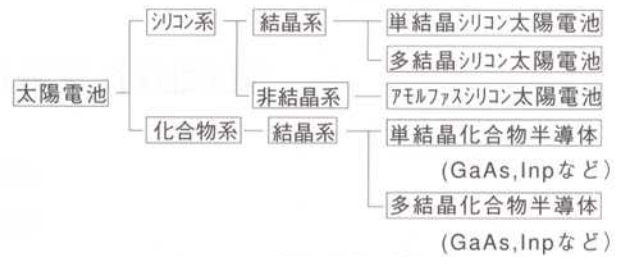 シリコン系 結晶系 単結晶シリコン太陽電池
多結晶シリコン太陽電池
太陽電池 非結晶系 アモルファスシリコン太陽電池
化合物系 結晶系 単結晶化合物半導体
(GaAs,Inpなど)
多結晶化合物半導体
(GaAs,Inpなど)